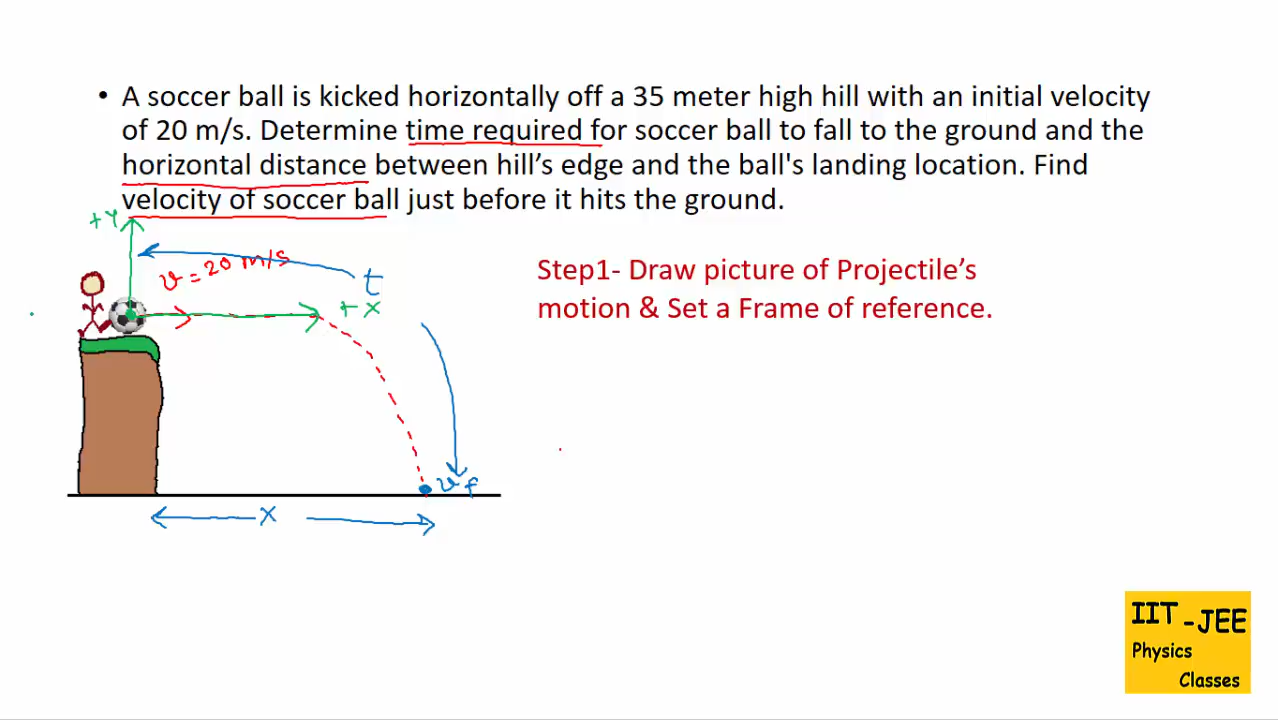 • A soccer ball is kicked horizontally off a 35 meter high hill with an initial velocity
of 20 m/s. Determine time required for soccer ball to fall to the ground and the
horizontal distance between hill’s edge and the ball's landing location. Find
velocity of soccer ball just before it hits the ground.
+Y
v = 20 m/s
t
+X
Step1- Draw picture of Projectile’s
motion & Set a Frame of reference.
vf
X
IIT -JEE
Physics
Classes